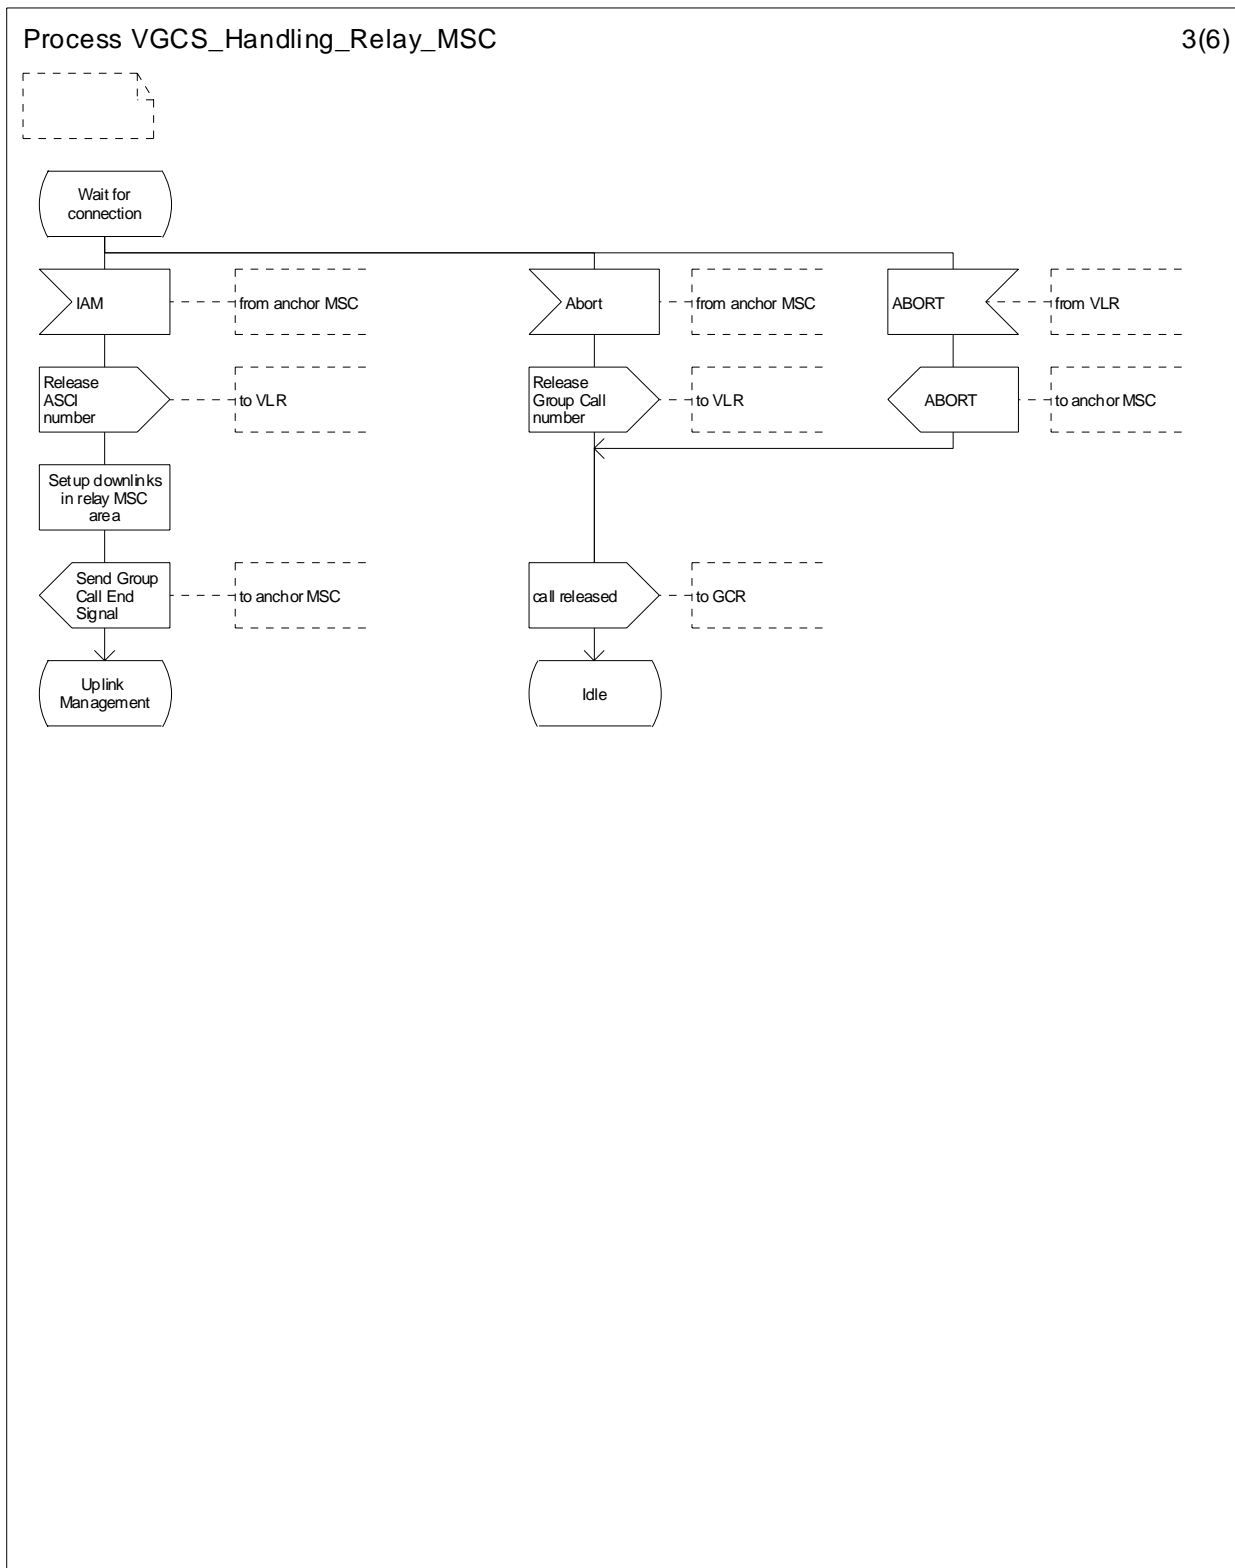 Process VGCS_Handling_Relay_MSC
3(6)
Wait for
connection
IAM
from anchor MSC
Abort
from anchor MSC
ABORT
from VLR
Release
ASCI
number
to VLR
Release
Group Call
number
to VLR
ABORT
to anchor MSC
Setup downlinks
in relay MSC
area
Send Group
Call End
Signal
to anchor MSC
call released
to GCR
Uplink
Management
Idle